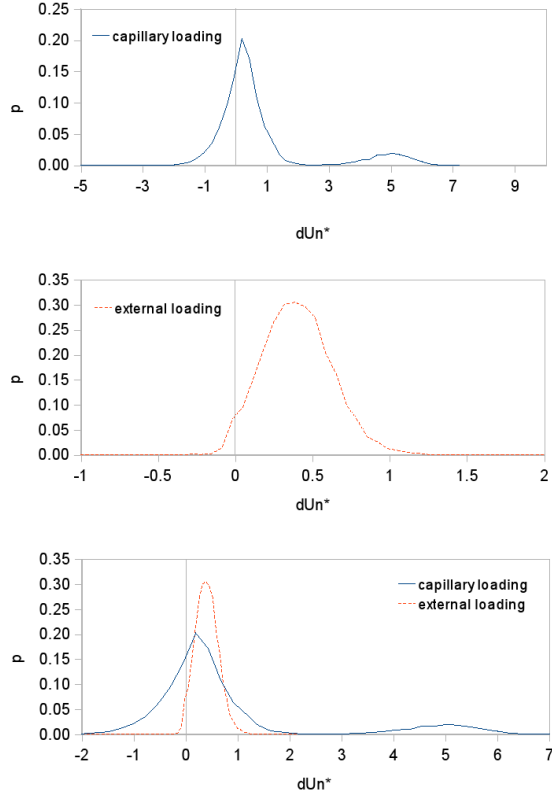 0.25
0.20
0.15
0.10
0.05
0.00
p
capillary loading
-5 -3 -1 1 3 5 7 9
dUn*
0.35
0.30
0.25
0.20
0.15
0.10
0.05
0.00
p
external loading
-1 -0.5 0 0.5 1 1.5 2
dUn*
0.35
0.30
0.25
0.20
0.15
0.10
0.05
0.00
p
capillary loading
external loading
-2 -1 0 1 2 3 4 5 6 7
dUn*